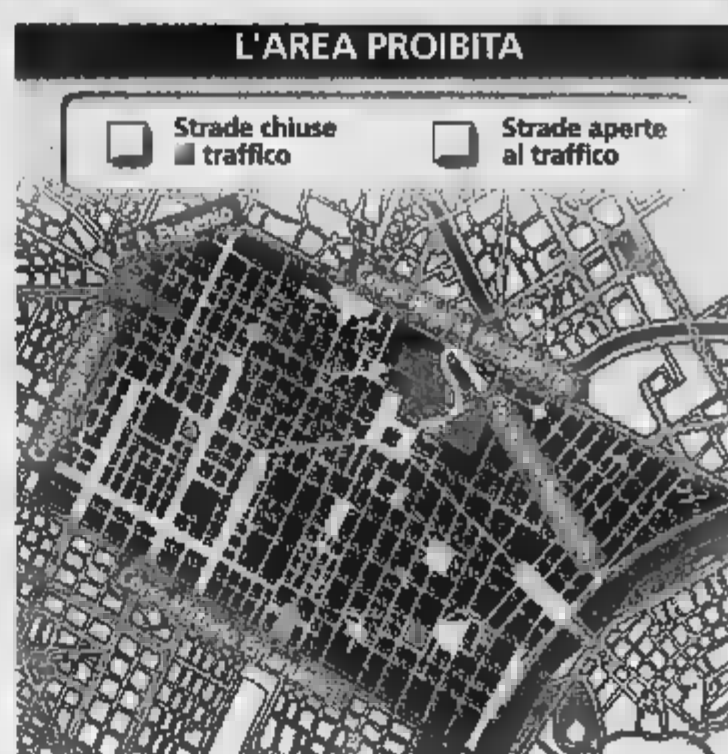 L'AREA PROIBITA
Strade chiuse
traffico
Strade aperte
al traffico